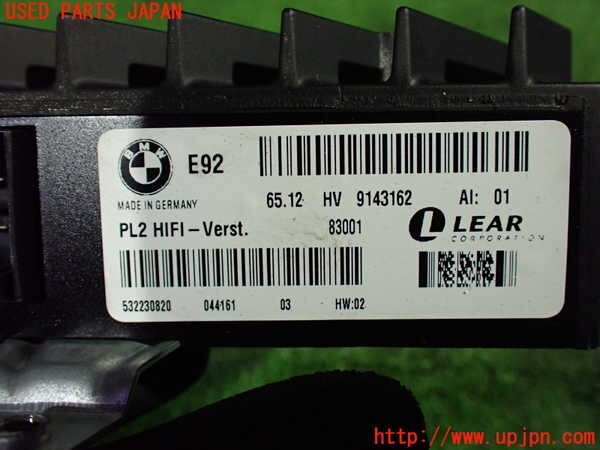 USED PARTS JAPAN
BMW
E92
MADE IN GERMANY
65.12 HV 9143162 AI: 01
PL2 HIFI-Verst. 83001
LEAR
CORPORATION
532230820 044161 03 HW:02
http://www.upjpn.com/